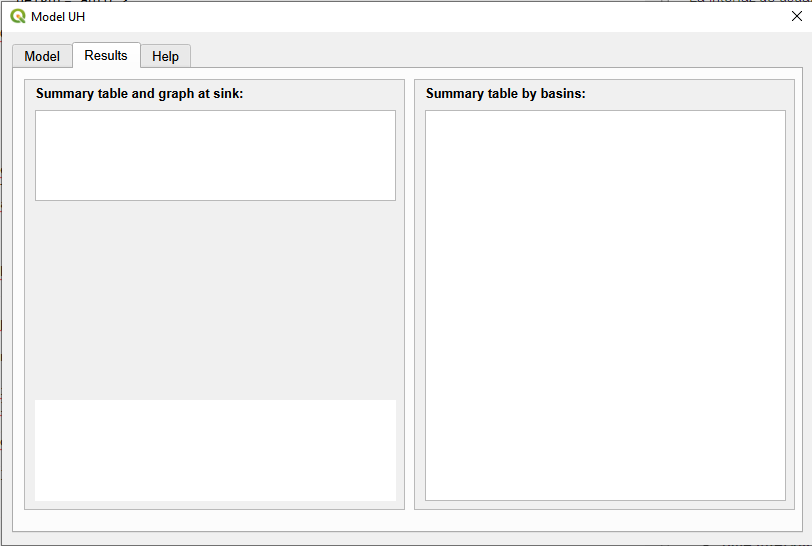 Model UH
Model
Results
Help
Summary table and graph at sink:
Summary table by basins: